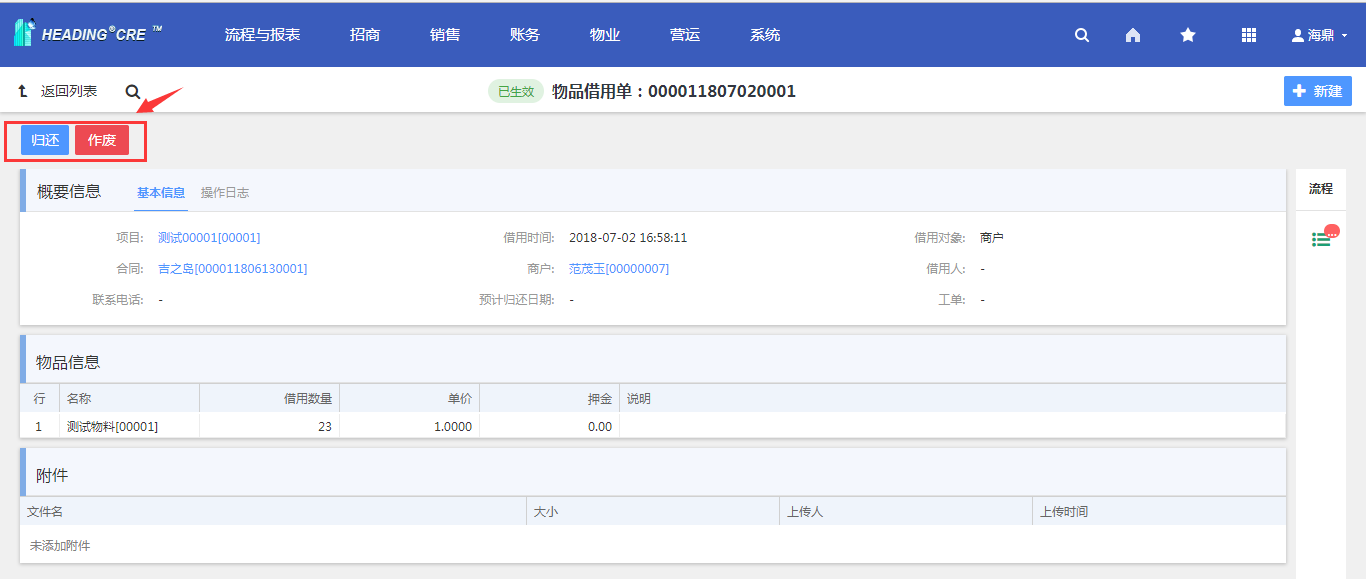 HEADING®CRE ™ 流程与报表 招商 销售 账务 物业 营运 系统 海鼎
返回列表 已生效 物品借用单：000011807020001 新建
归还 作废
概要信息 基本信息 操作日志 流程
项目: 测试00001[00001] 借用时间: 2018-07-02 16:58:11 借用对象: 商户
合同: 吉之岛[000011806130001] 商户: 范茂玉[00000007] 借用人: -
联系电话: - 预计归还日期: - 工单: -
物品信息
行 名称 借用数量 单价 押金 说明
1 测试物料[00001] 23 1.0000 0.00
附件
文件名 大小 上传人 上传时间
未添加附件